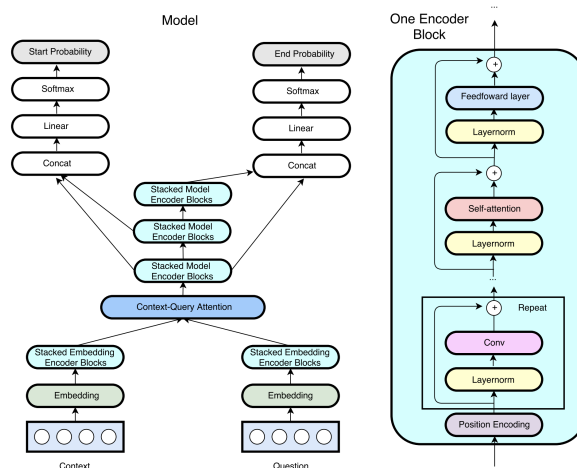 Model
Start Probability
Softmax
Linear
Concat
End Probability
Softmax
Linear
Concat
Stacked Model
Encoder Blocks
Stacked Model
Encoder Blocks
Stacked Model
Encoder Blocks
Context-Query Attention
Stacked Embedding
Encoder Blocks
Stacked Embedding
Encoder Blocks
Embedding
Embedding
Context
Question
One Encoder
Block
...
+
Feedfoward layer
Layernorm
+
Self-attention
Layernorm
...
+
Repeat
Conv
Layernorm
Position Encoding